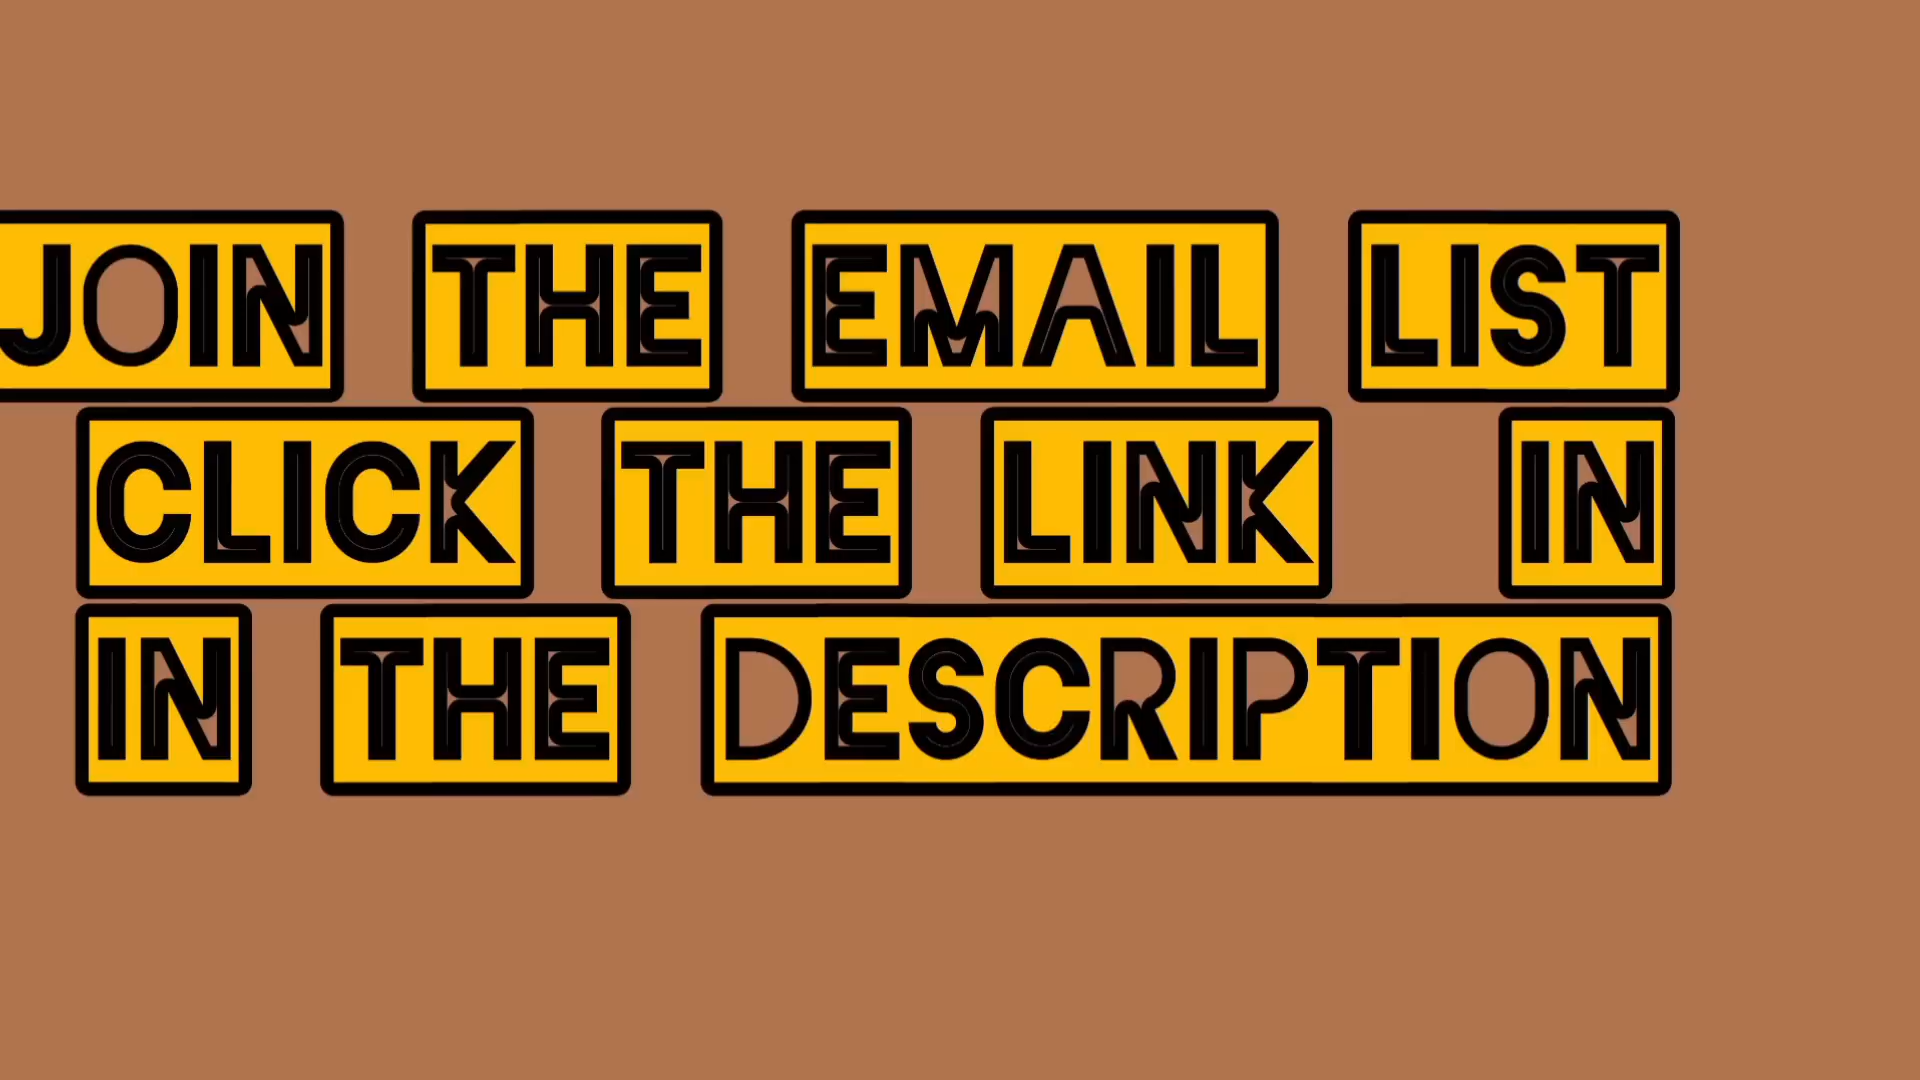 JOIN THE EMAIL LIST
CLICK THE LINK IN
IN THE DESCRIPTION